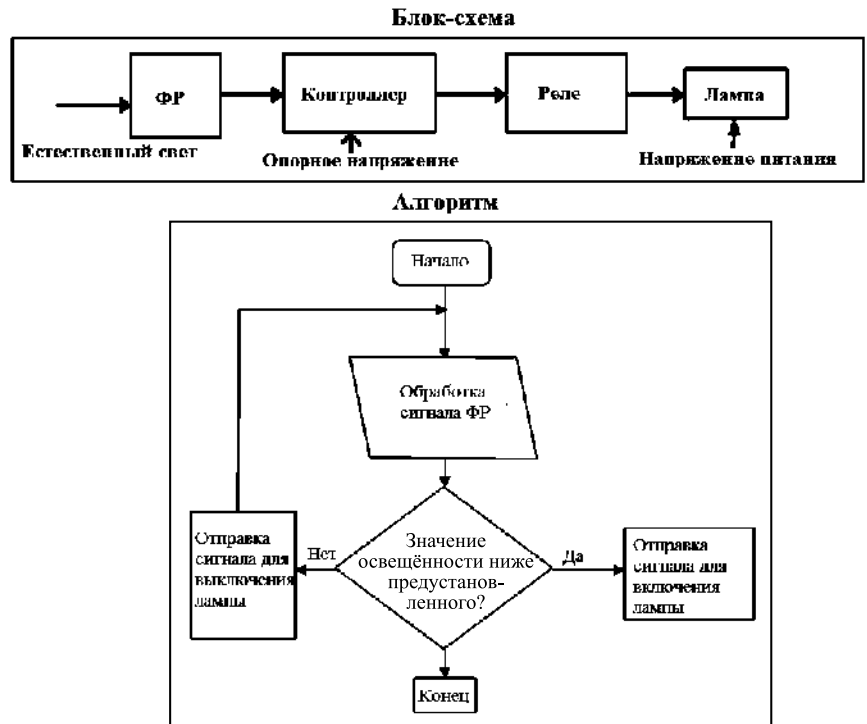 Блок-схема
ФР
Контроллер
Реле
Лампа
Естественный свет
Опорное напряжение
Напряжение питания
Алгоритм
Начало
Обработка
сигнала ФР
Значение
освещённости ниже
предустанов-
ленного?
Нет
Да
Отправка
сигнала для
выключения
лампы
Отправка
сигнала для
включения
лампы
Конец